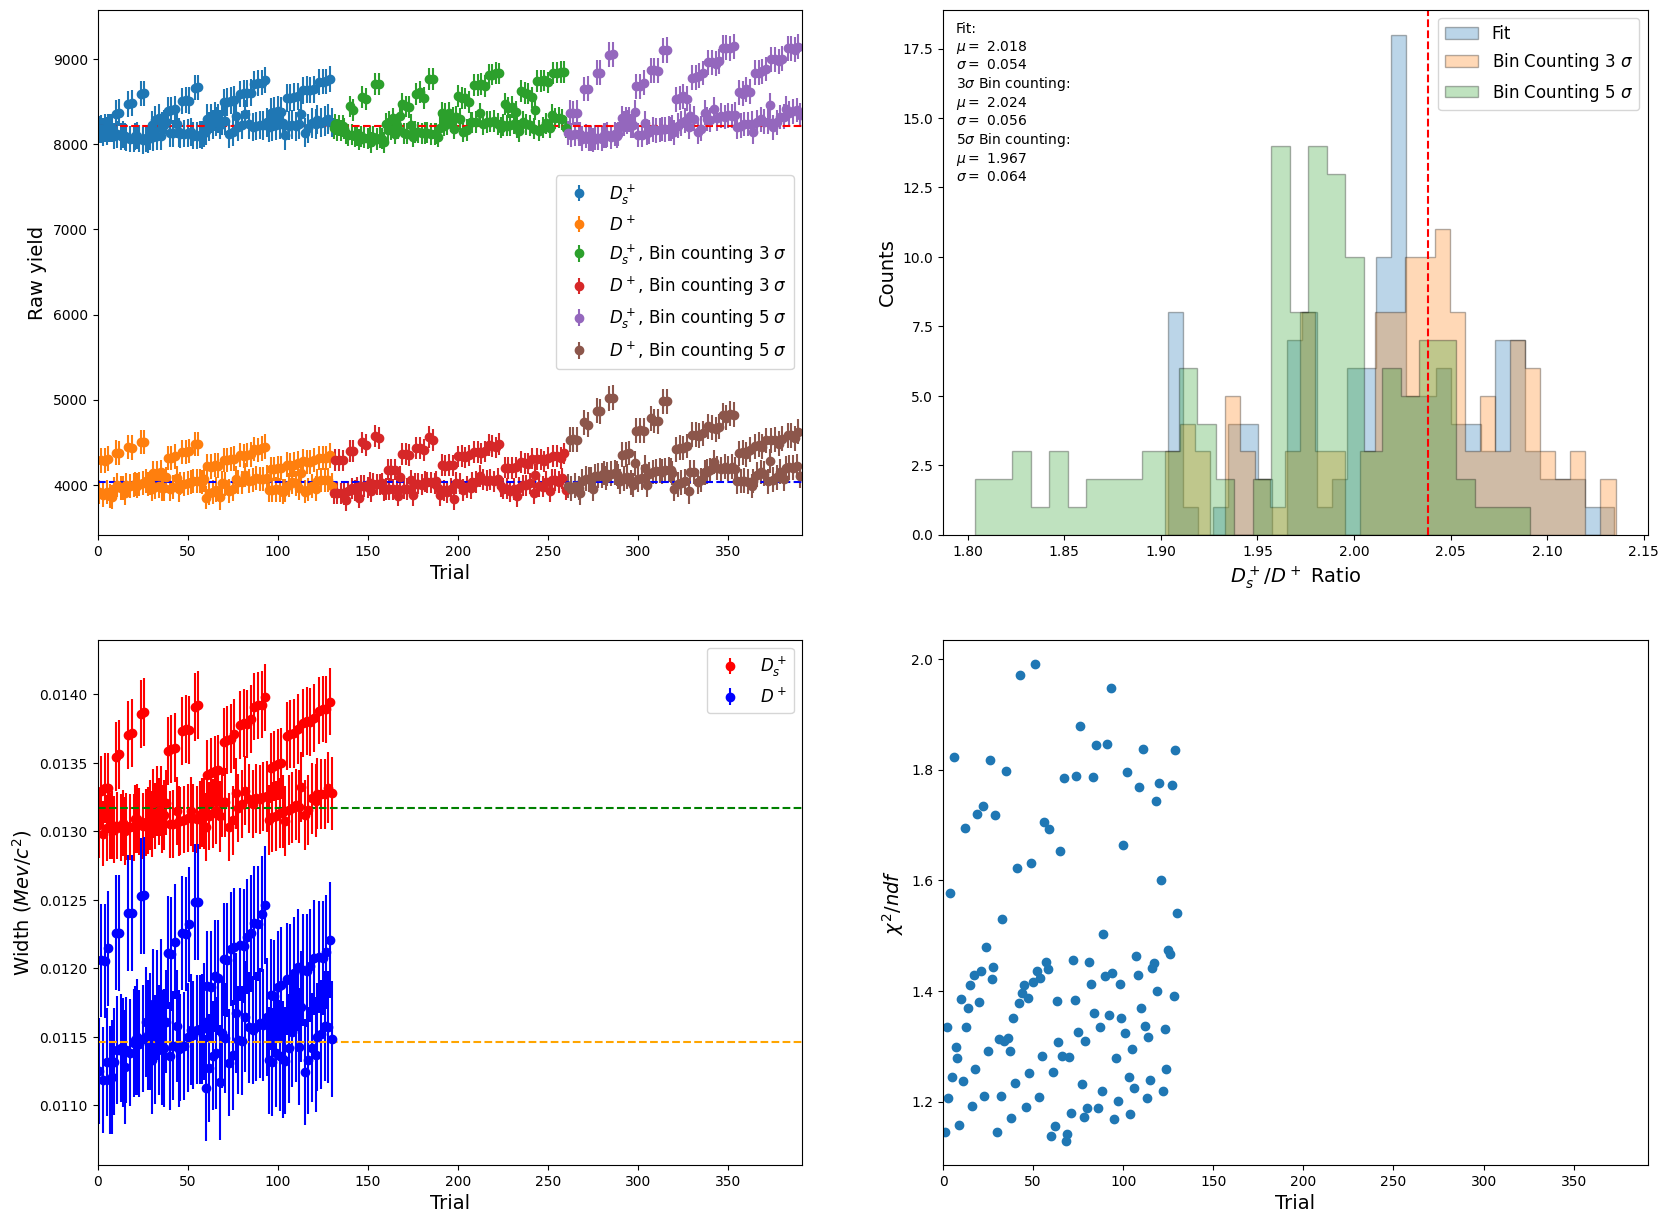 9000
8000
7000
6000
5000
4000
Raw yield
0 50 100 150 200 250 300 350
Trial
D_s^+
D^+
D_s^+, Bin counting 3 σ
D^+, Bin counting 3 σ
D_s^+, Bin counting 5 σ
D^+, Bin counting 5 σ
17.5
15.0
12.5
10.0
7.5
5.0
2.5
0.0
Counts
1.80 1.85 1.90 1.95 2.00 2.05 2.10 2.15
D_s^+/D^+ Ratio
Fit:
μ = 2.018
σ = 0.054
3σ Bin counting:
μ = 2.024
σ = 0.056
5σ Bin counting:
μ = 1.967
σ = 0.064
Fit
Bin Counting 3 σ
Bin Counting 5 σ
0.0140
0.0135
0.0130
0.0125
0.0120
0.0115
0.0110
Width (Mev/c^2)
0 50 100 150 200 250 300 350
Trial
D_s^+
D^+
2.0
1.8
1.6
1.4
1.2
χ^2/ndf
0 50 100 150 200 250 300 350
Trial